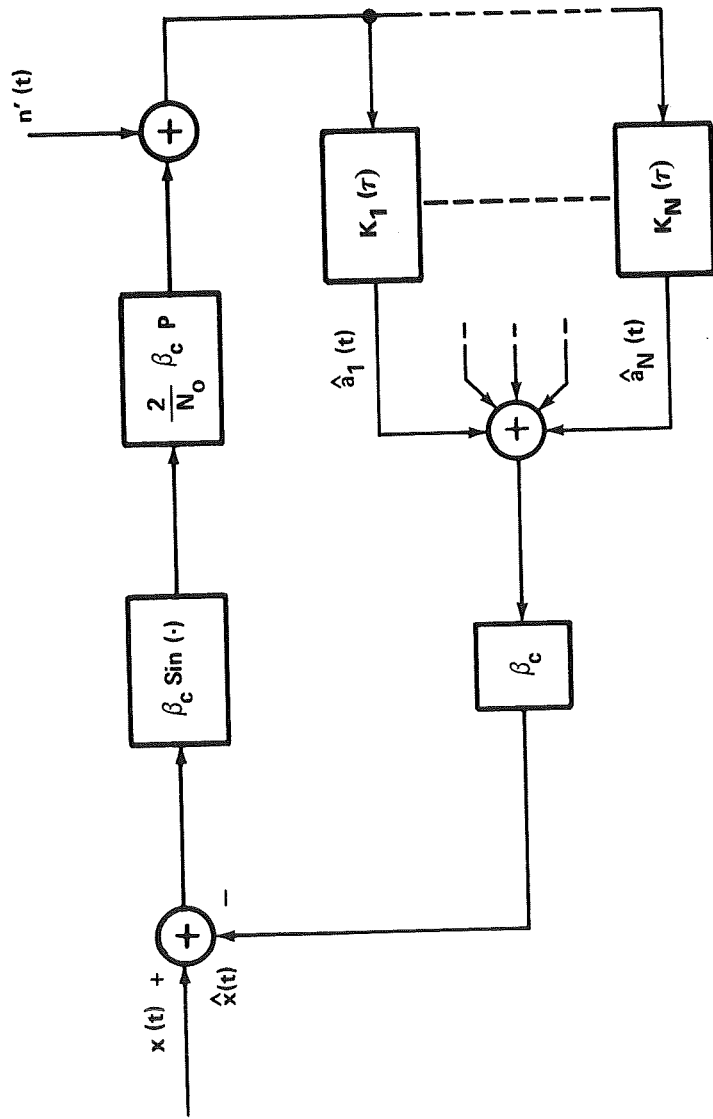 n′ (t)
+
x (t) +
+
x̂(t)
−
β_c Sin (·)
2/N_o β_c P
K_1 (τ)
K_N (τ)
â_1 (t)
â_N (t)
+
β_c